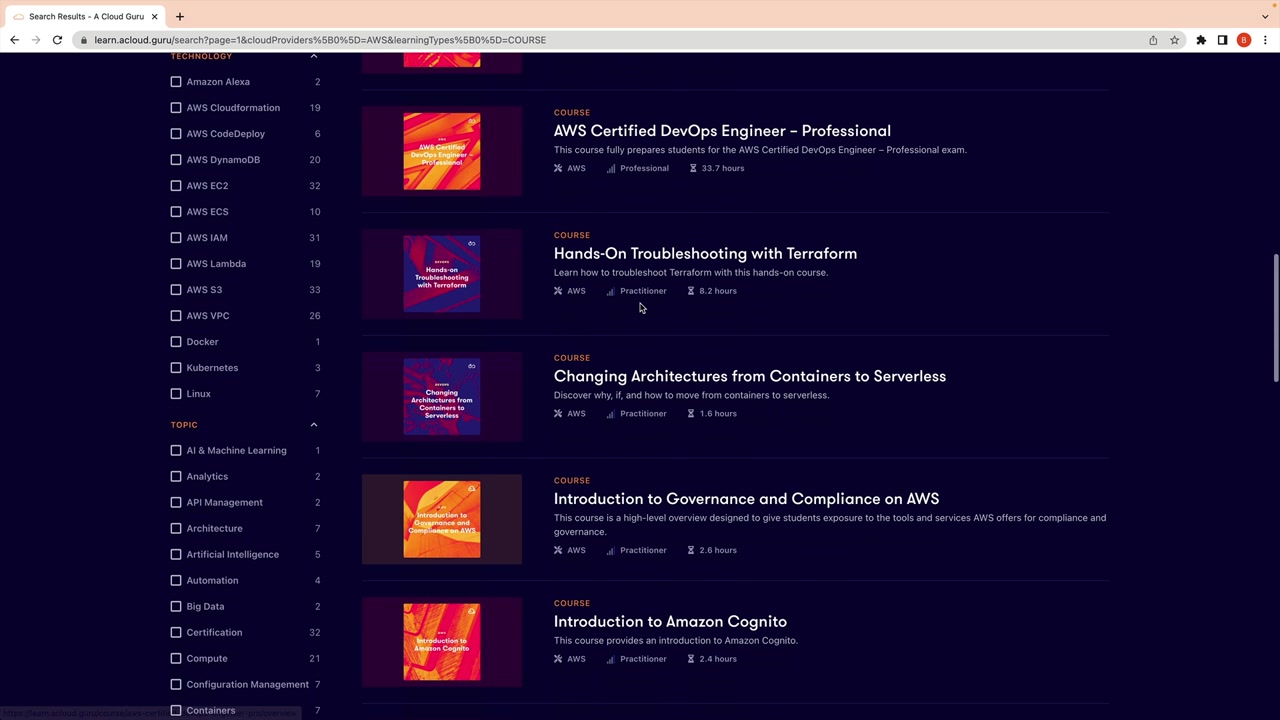 Search Results - A Cloud Guru
learn.acloud.guru/search?page=1&cloudProviders%5B0%5D=AWS&learningTypes%5B0%5D=COURSE
B
TECHNOLOGY
Amazon Alexa 2
AWS Cloudformation 19
AWS CodeDeploy 6
AWS DynamoDB 20
AWS EC2 32
AWS ECS 10
AWS IAM 31
AWS Lambda 19
AWS S3 33
AWS VPC 26
Docker 1
Kubernetes 3
Linux 7
TOPIC
AI & Machine Learning 1
Analytics 2
API Management 2
Architecture 7
Artificial Intelligence 5
Automation 4
Big Data 2
Certification 32
Compute 21
Configuration Management 7
Containers 7
AWS Certified
DevOps Engineer –
Professional
COURSE
AWS Certified DevOps Engineer – Professional
This course fully prepares students for the AWS Certified DevOps Engineer – Professional exam.
AWS Professional 33.7 hours
DEVOPS
Hands-on
Troubleshooting
with Terraform
COURSE
Hands-On Troubleshooting with Terraform
Learn how to troubleshoot Terraform with this hands-on course.
AWS Practitioner 8.2 hours
DEVOPS
Changing
Architectures from
Containers to
Serverless
COURSE
Changing Architectures from Containers to Serverless
Discover why, if, and how to move from containers to serverless.
AWS Practitioner 1.6 hours
Introduction to
Governance and
Compliance on AWS
COURSE
Introduction to Governance and Compliance on AWS
This course is a high-level overview designed to give students exposure to the tools and services AWS offers for compliance and
governance.
AWS Practitioner 2.6 hours
AWS
Introduction to
Amazon Cognito
COURSE
Introduction to Amazon Cognito
This course provides an introduction to Amazon Cognito.
AWS Practitioner 2.4 hours